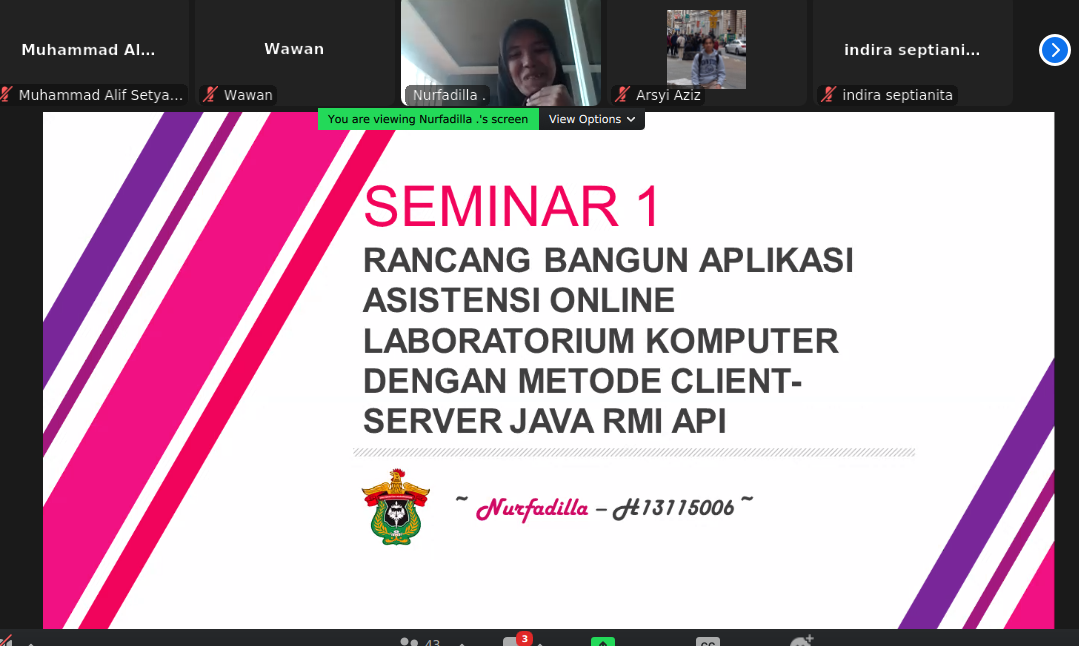 Muhammad Al...
Wawan
indira septiani...
Muhammad Alif Setya...
Wawan
Nurfadilla .
Arsyi Aziz
indira septianita
You are viewing Nurfadilla .'s screen
View Options
SEMINAR 1
RANCANG BANGUN APLIKASI
ASISTENSI ONLINE
LABORATORIUM KOMPUTER
DENGAN METODE CLIENT-
SERVER JAVA RMI API
~ Nurfadilla – H13115006 ~
43
3
CC